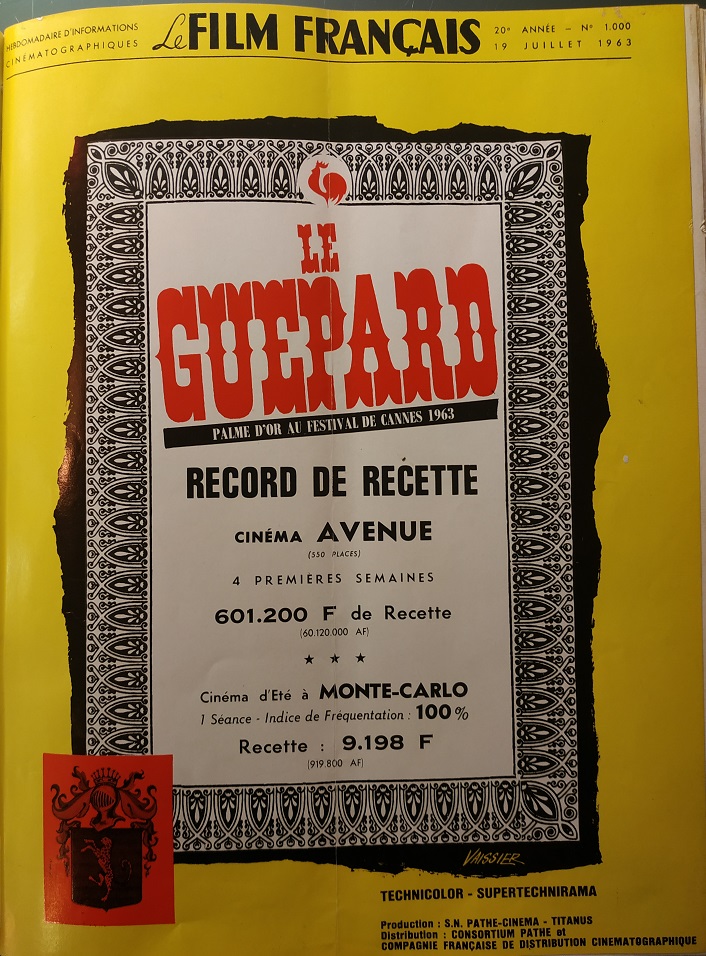 HEBDOMADAIRE D'INFORMATIONS
CINÉMATOGRAPHIQUES
Le FILM FRANÇAIS
20e ANNÉE - N° 1.000
19 JUILLET 1963
LE
GUEPARD
PALME D'OR AU FESTIVAL DE CANNES 1963
RECORD DE RECETTE
CINÉMA AVENUE
(550 PLACES)
4 PREMIÈRES SEMAINES
601.200 F de Recette
(60.120.000 AF)
★ ★ ★
Cinéma d'Eté à MONTE-CARLO
1 Séance - Indice de Fréquentation : 100 %
Recette : 9.198 F
(919.800 AF)
VAISSIER
TECHNICOLOR - SUPERTECHNIRAMA
Production : S.N. PATHE-CINEMA - TITANUS
Distribution : CONSORTIUM PATHE et
COMPAGNIE FRANÇAISE DE DISTRIBUTION CINEMATOGRAPHIQUE